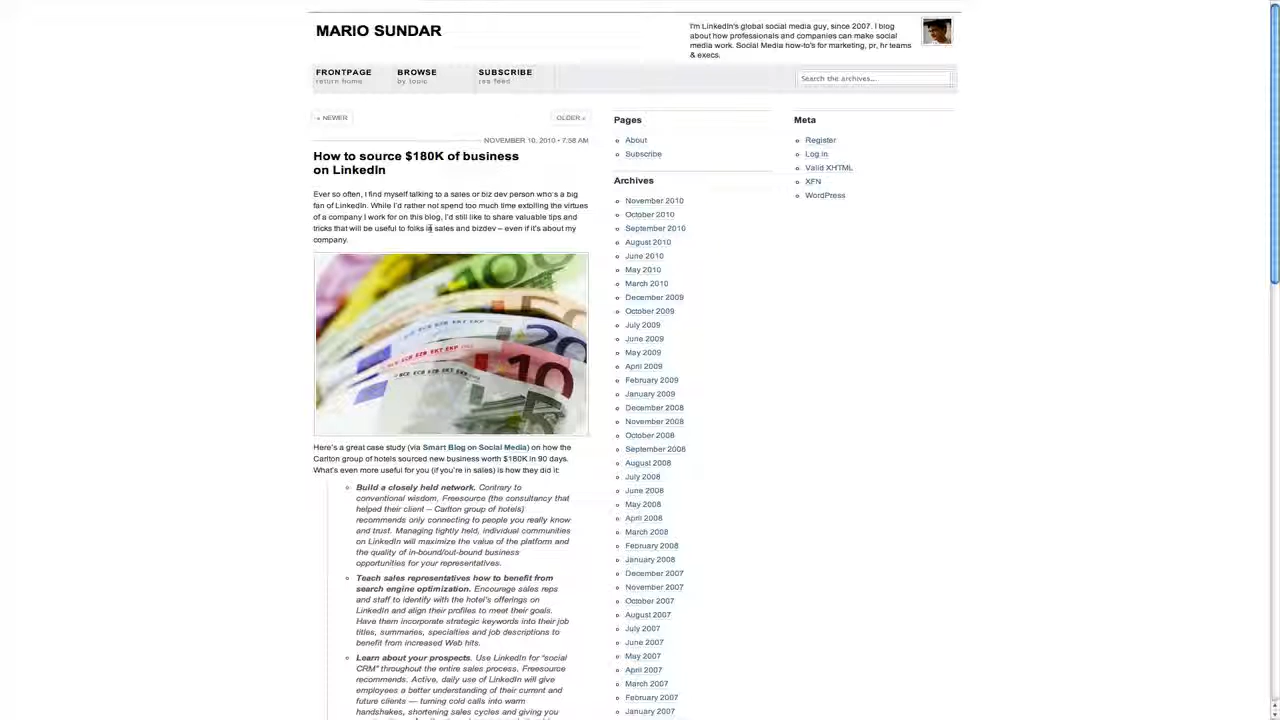 MARIO SUNDAR
I'm LinkedIn's global social media guy, since 2007. I blog
about how professionals and companies can make social
media work. Social Media how-to's for marketing, pr, hr teams
& execs.
FRONTPAGE
return home
BROWSE
by topic
SUBSCRIBE
rss feed
Search the archives...
« NEWER
OLDER »
NOVEMBER 10, 2010 • 7:58 AM
How to source $180K of business
on LinkedIn
Ever so often, I find myself talking to a sales or biz dev person who's a big
fan of LinkedIn. While I'd rather not spend too much time extolling the virtues
of a company I work for on this blog, I'd still like to share valuable tips and
tricks that will be useful to folks in sales and bizdev – even if it's about my
company.
20
10
BCE ECB EZB EKT EKP
BCE ECB EZB EKT EKP
Here's a great case study (via Smart Blog on Social Media) on how the
Carlton group of hotels sourced new business worth $180K in 90 days.
What's even more useful for you (if you're in sales) is how they did it:
Build a closely held network. Contrary to
conventional wisdom, Freesource (the consultancy that
helped their client – Carlton group of hotels)
recommends only connecting to people you really know
and trust. Managing tightly held, individual communities
on LinkedIn will maximize the value of the platform and
the quality of in-bound/out-bound business
opportunities for your representatives.
Teach sales representatives how to benefit from
search engine optimization. Encourage sales reps
and staff to identify with the hotel's offerings on
LinkedIn and align their profiles to meet their goals.
Have them incorporate strategic keywords into their job
titles, summaries, specialties and job descriptions to
benefit from increased Web hits.
Learn about your prospects. Use LinkedIn for "social
CRM" throughout the entire sales process, Freesource
recommends. Active, daily use of LinkedIn will give
employees a better understanding of their current and
future clients — turning cold calls into warm
handshakes, shortening sales cycles and giving you
Pages
About
Subscribe
Archives
November 2010
October 2010
September 2010
August 2010
June 2010
May 2010
March 2010
December 2009
October 2009
July 2009
June 2009
May 2009
April 2009
February 2009
January 2009
December 2008
November 2008
October 2008
September 2008
August 2008
July 2008
June 2008
May 2008
April 2008
March 2008
February 2008
January 2008
December 2007
November 2007
October 2007
August 2007
July 2007
June 2007
May 2007
April 2007
March 2007
February 2007
January 2007
Meta
Register
Log in
Valid XHTML
XFN
WordPress